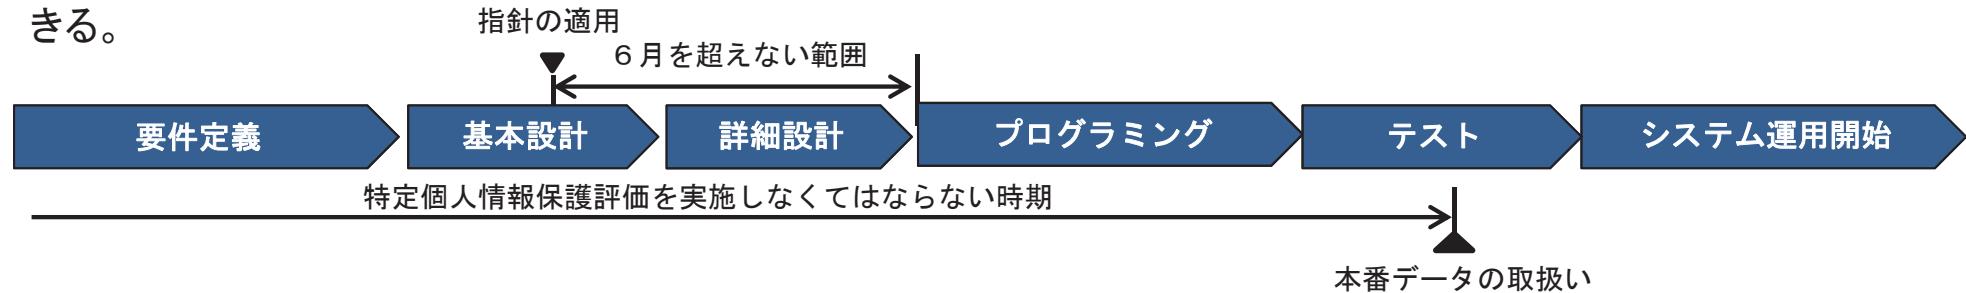 きる。
指針の適用
６月を超えない範囲
要件定義
基本設計
詳細設計
プログラミング
テスト
システム運用開始
特定個人情報保護評価を実施しなくてはならない時期
本番データの取扱い